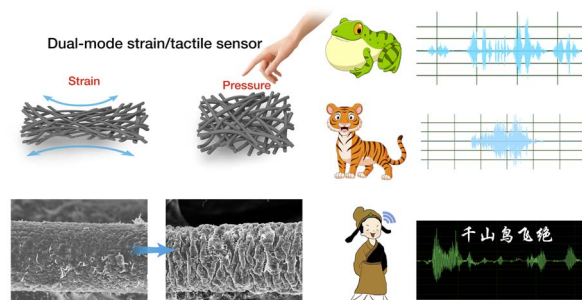 Dual-mode strain/tactile sensor
Strain
Pressure
千山鸟飞绝